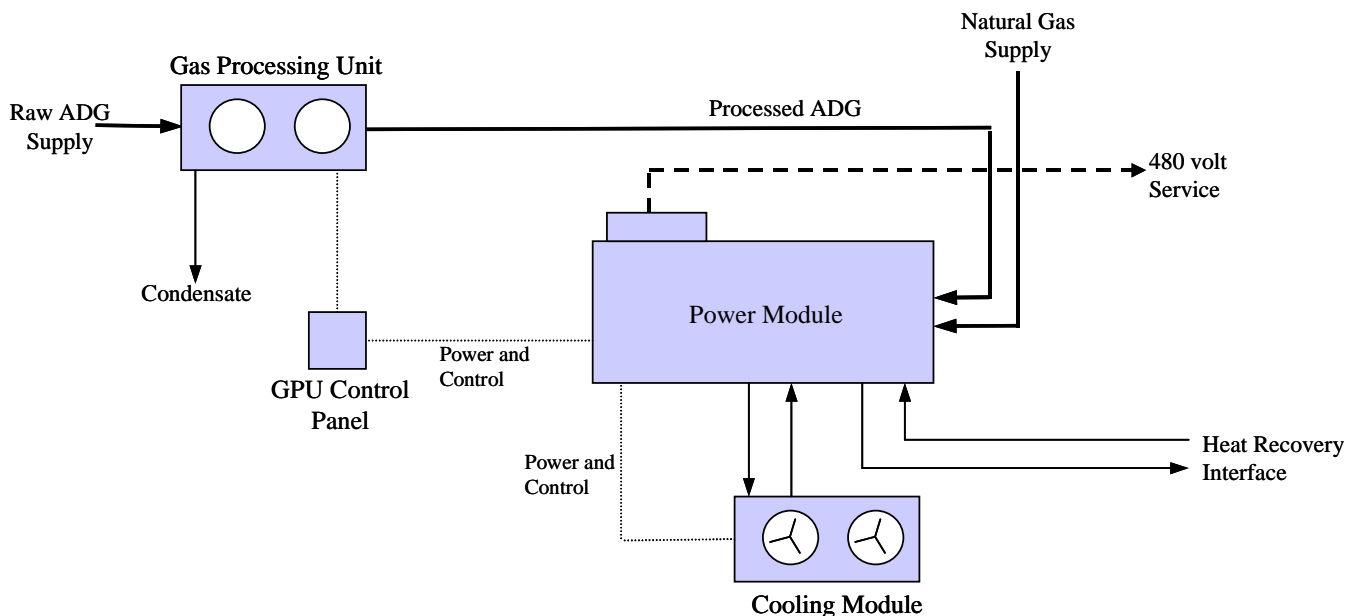 Natural Gas
Supply
Gas Processing Unit
Raw ADG
Supply
Processed ADG
480 volt
Service
Condensate
Power Module
Power and
Control
GPU Control
Panel
Heat Recovery
Interface
Power and
Control
Cooling Module